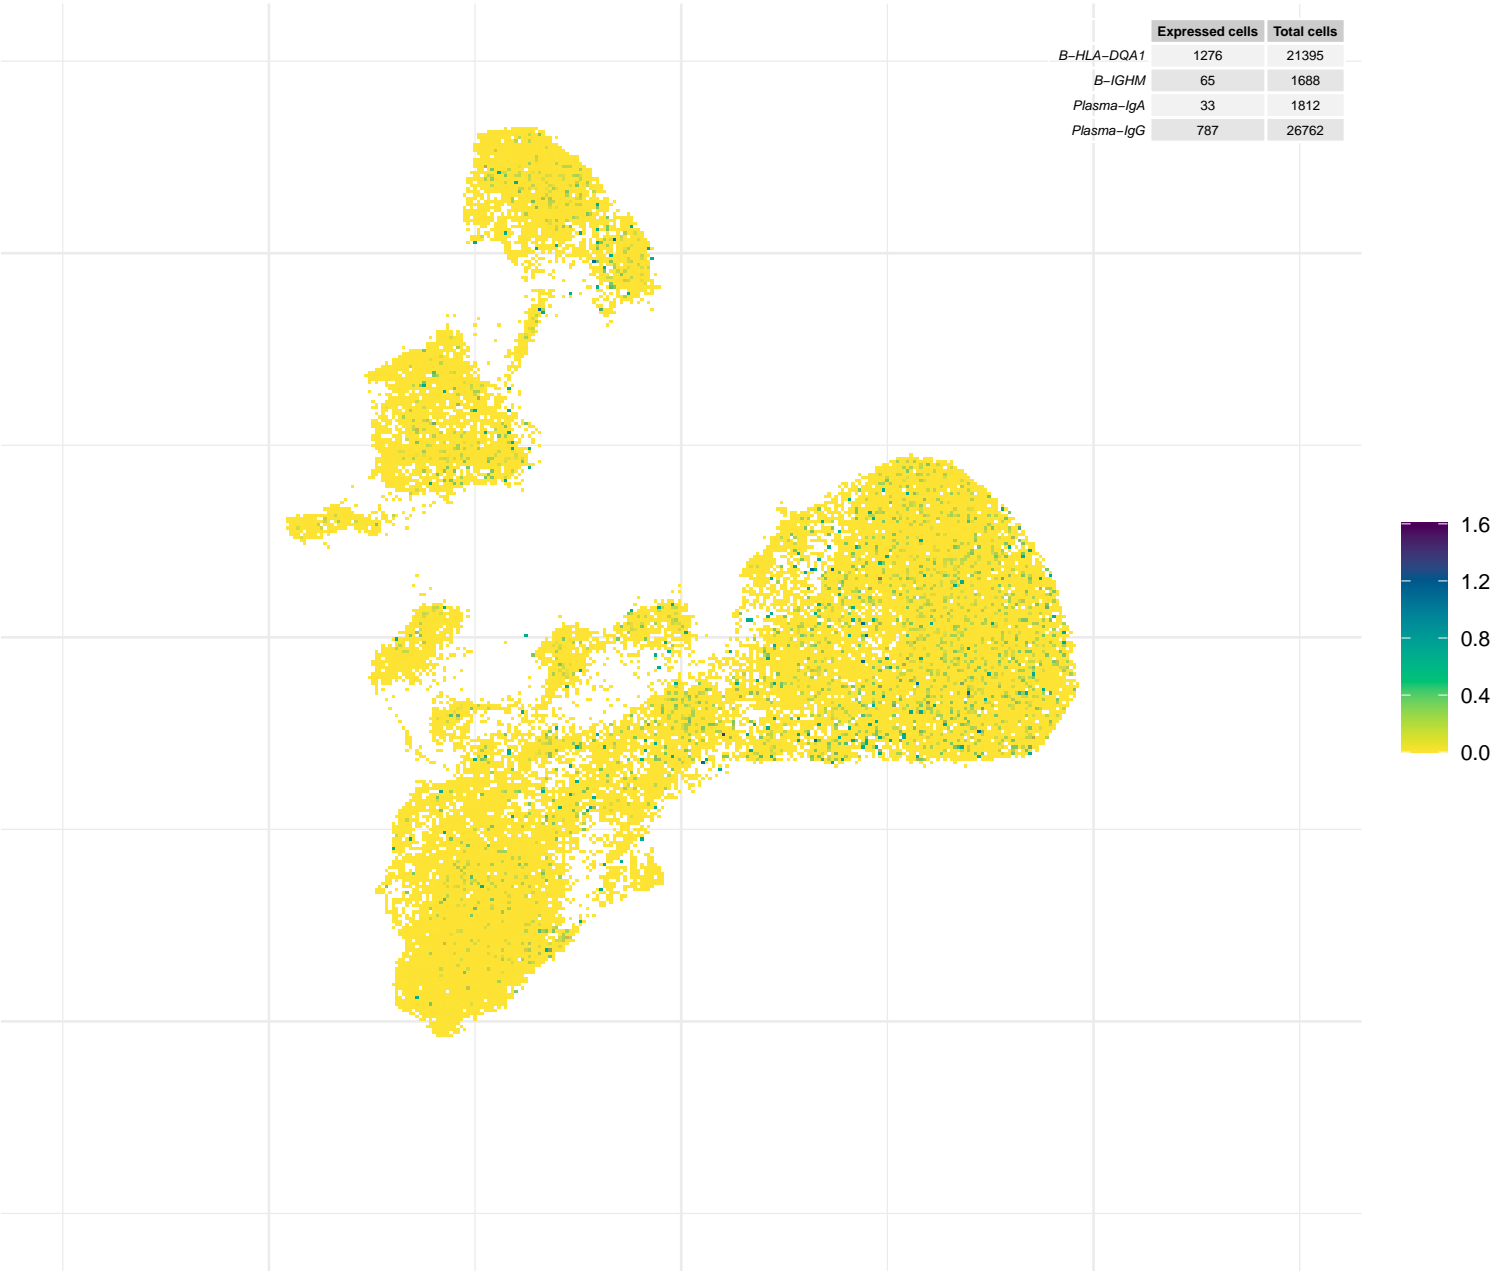 Expressed cells Total cells
B−HLA−DQA1 1276 21395
B−IGHM 65 1688
Plasma−IgA 33 1812
Plasma−IgG 787 26762
1.6
1.2
0.8
0.4
0.0